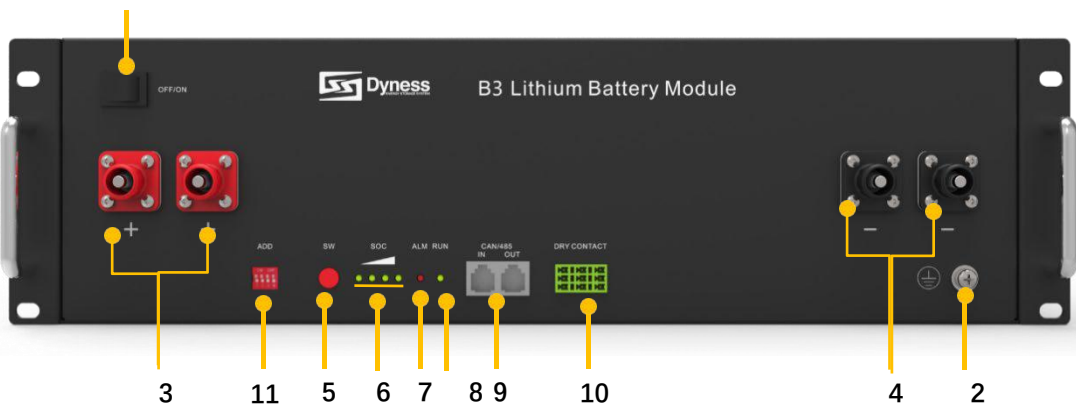 OFF/ON
Dyness
B3 Lithium Battery Module
+ +
− −
ADD SW SOC ALM RUN CAN/485 DRY CONTACT
IN OUT
3 11 5 6 7 8 9 10 4 2